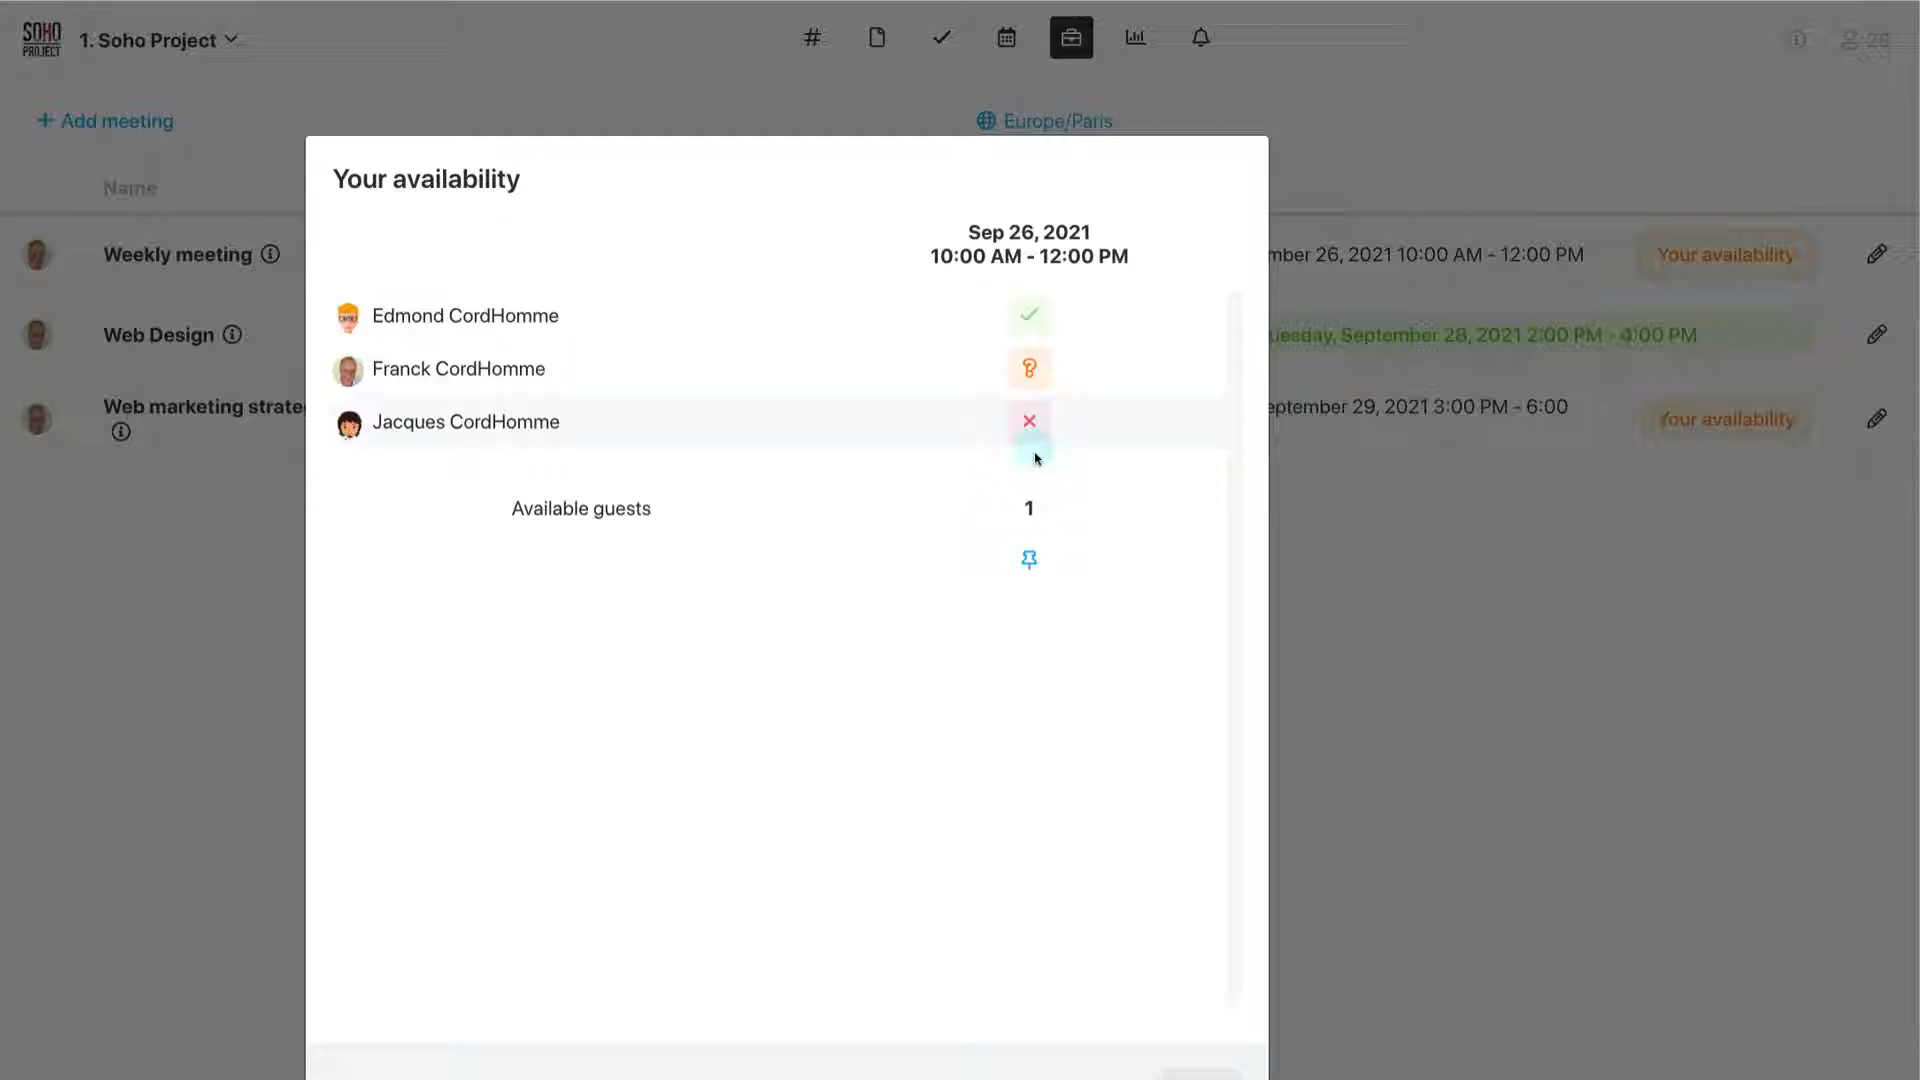 SOHO
PROJECT
1. Soho Project
28
+ Add meeting
Europe/Paris
Your availability
Name
Sep 26, 2021
10:00 AM - 12:00 PM
Weekly meeting
mber 26, 2021 10:00 AM - 12:00 PM
Your availability
Edmond CordHomme
Web Design
uesday, September 28, 2021 2:00 PM - 4:00 PM
Franck CordHomme
Web marketing strate
eptember 29, 2021 3:00 PM - 6:00
Your availability
Jacques CordHomme
Available guests
1